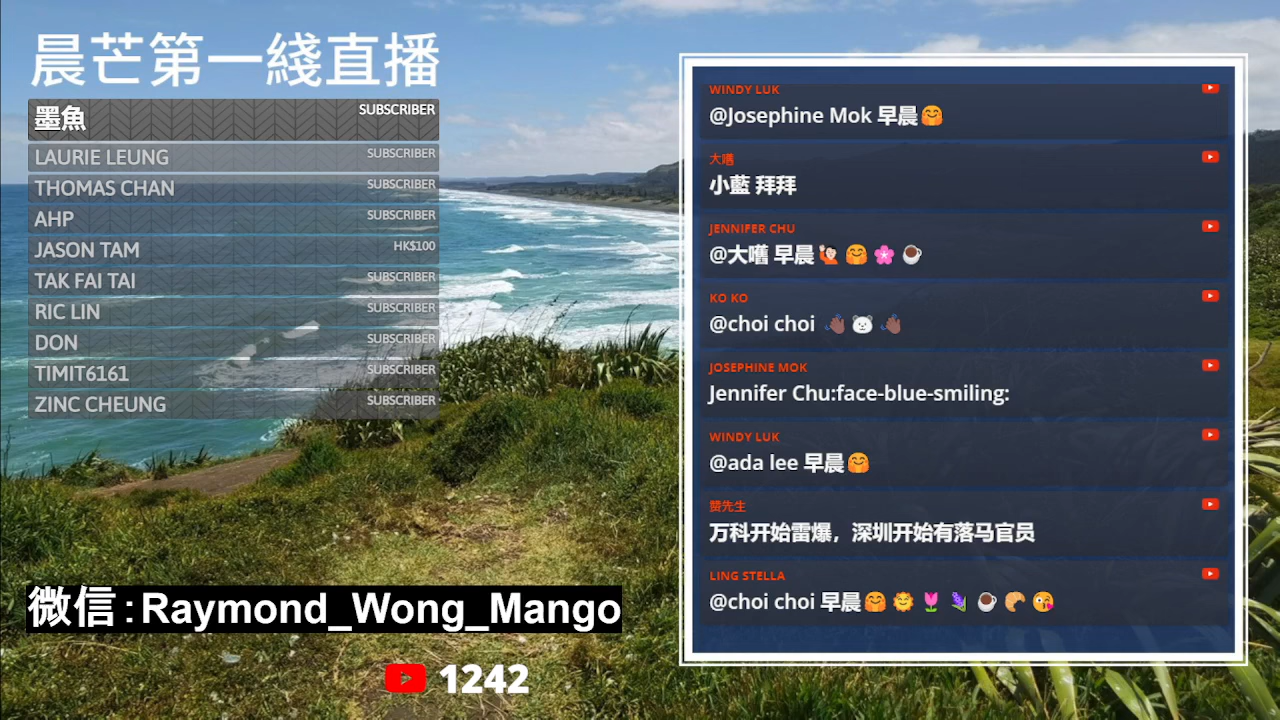 晨芒第一綫直播
墨魚 SUBSCRIBER
LAURIE LEUNG SUBSCRIBER
THOMAS CHAN SUBSCRIBER
AHP SUBSCRIBER
JASON TAM HK$100
TAK FAI TAI SUBSCRIBER
RIC LIN SUBSCRIBER
DON SUBSCRIBER
TIMIT6161 SUBSCRIBER
ZINC CHEUNG SUBSCRIBER
微信:Raymond_Wong_Mango
1242
WINDY LUK
@Josephine Mok 早晨🤗
大嚿
小藍 拜拜
JENNIFER CHU
@大嚿 早晨🙋🏻🤗🌸☕
KO KO
@choi choi 👋🏾🐻‍❄️👋🏾
JOSEPHINE MOK
Jennifer Chu:face-blue-smiling:
WINDY LUK
@ada lee 早晨🤗
赞先生
万科开始雷爆，深圳开始有落马官员
LING STELLA
@choi choi 早晨🤗🌞🌷🪻☕🥐😘